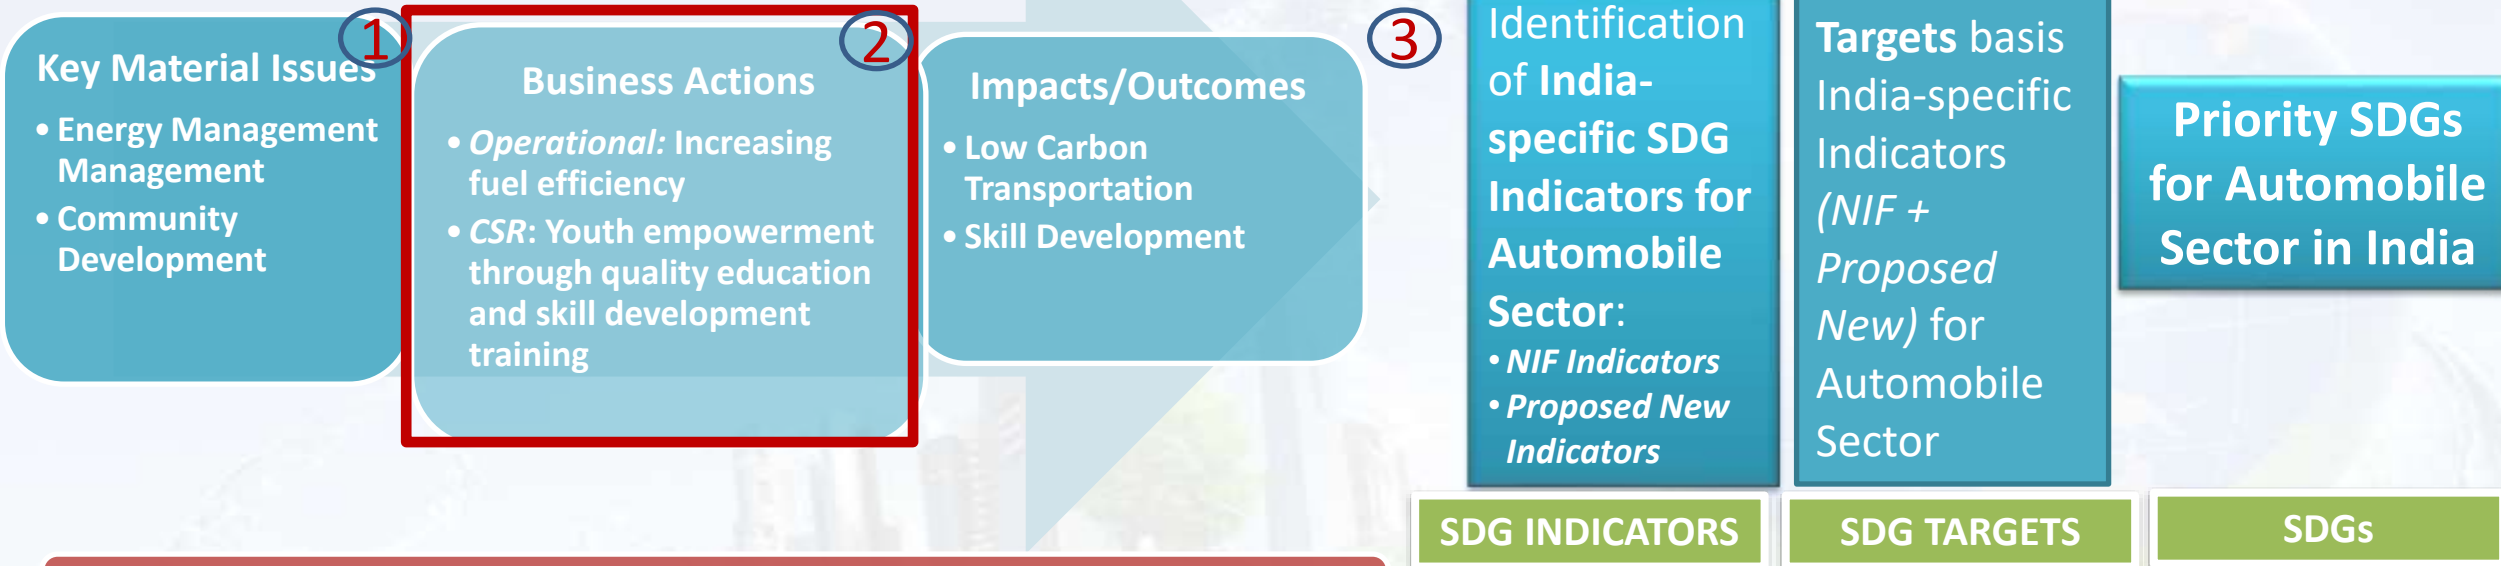 1
Key Material Issues
• Energy Management
Management
• Community
Development
2
Business Actions
• Operational: Increasing
fuel efficiency
• CSR: Youth empowerment
through quality education
and skill development
training
3
Impacts/Outcomes
• Low Carbon
Transportation
• Skill Development
Identification
of India-
specific SDG
Indicators for
Automobile
Sector:
• NIF Indicators
• Proposed New
Indicators
Targets basis
India-specific
Indicators
(NIF +
Proposed
New) for
Automobile
Sector
Priority SDGs
for Automobile
Sector in India
SDG INDICATORS
SDG TARGETS
SDGs